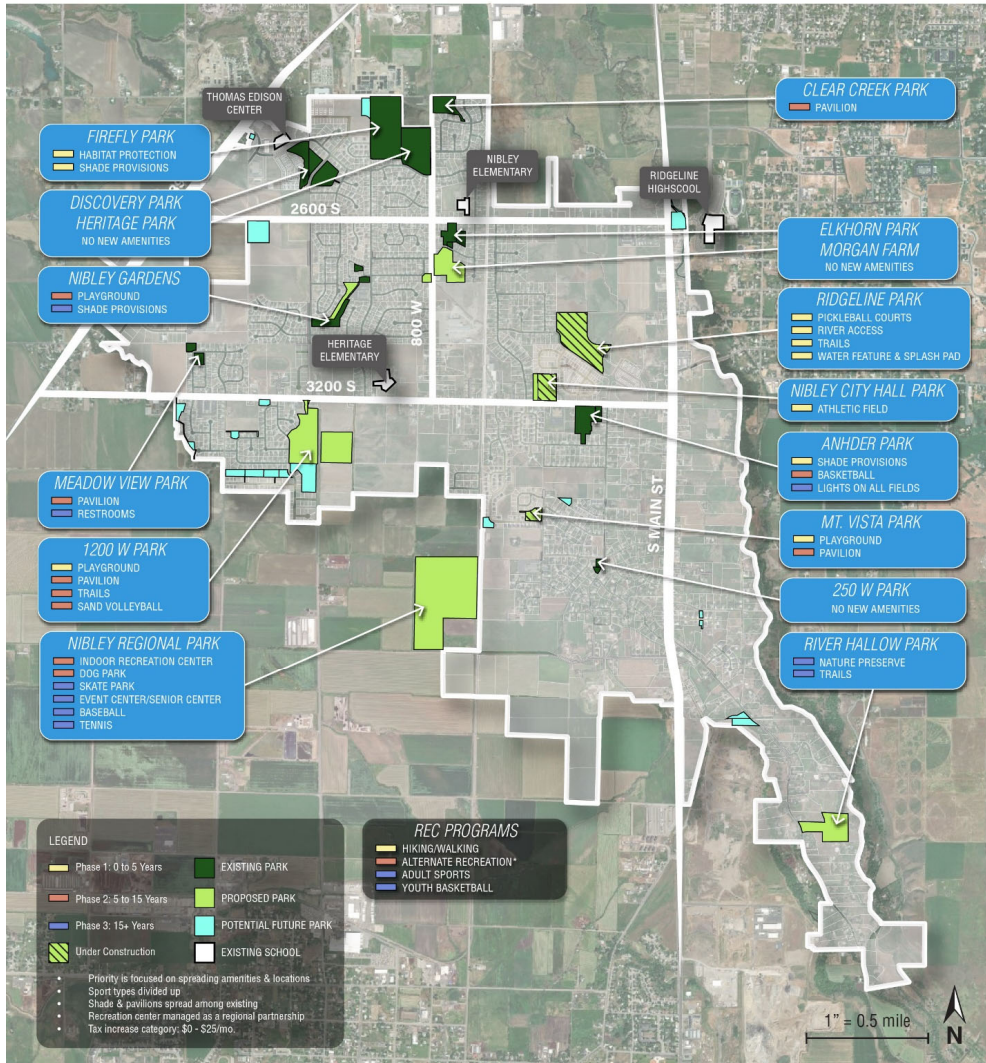 THOMAS EDISON
CENTER
FIREFLY PARK
HABITAT PROTECTION
SHADE PROVISIONS
DISCOVERY PARK
HERITAGE PARK
NO NEW AMENITIES
NIBLEY GARDENS
PLAYGROUND
SHADE PROVISIONS
MEADOW VIEW PARK
PAVILION
RESTROOMS
1200 W PARK
PLAYGROUND
PAVILION
TRAILS
SAND VOLLEYBALL
NIBLEY REGIONAL PARK
INDOOR RECREATION CENTER
DOG PARK
SKATE PARK
EVENT CENTER/SENIOR CENTER
BASEBALL
TENNIS
2600 S
800 W
3200 S
S MAIN ST
NIBLEY
ELEMENTARY
RIDGELINE
HIGHSCOOL
HERITAGE
ELEMENTARY
CLEAR CREEK PARK
PAVILION
ELKHORN PARK
MORGAN FARM
NO NEW AMENITIES
RIDGELINE PARK
PICKLEBALL COURTS
RIVER ACCESS
TRAILS
WATER FEATURE & SPLASH PAD
NIBLEY CITY HALL PARK
ATHLETIC FIELD
ANHDER PARK
SHADE PROVISIONS
BASKETBALL
LIGHTS ON ALL FIELDS
MT. VISTA PARK
PLAYGROUND
PAVILION
250 W PARK
NO NEW AMENITIES
RIVER HALLOW PARK
NATURE PRESERVE
TRAILS
LEGEND
Phase 1: 0 to 5 Years
Phase 2: 5 to 15 Years
Phase 3: 15+ Years
Under Construction
EXISTING PARK
PROPOSED PARK
POTENTIAL FUTURE PARK
EXISTING SCHOOL
• Priority is focused on spreading amenities & locations
• Sport types divided up
• Shade & pavilions spread among existing
• Recreation center managed as a regional partnership
• Tax increase category: $0 - $25/mo.
REC PROGRAMS
HIKING/WALKING
ALTERNATE RECREATION*
ADULT SPORTS
YOUTH BASKETBALL
1" = 0.5 mile
N